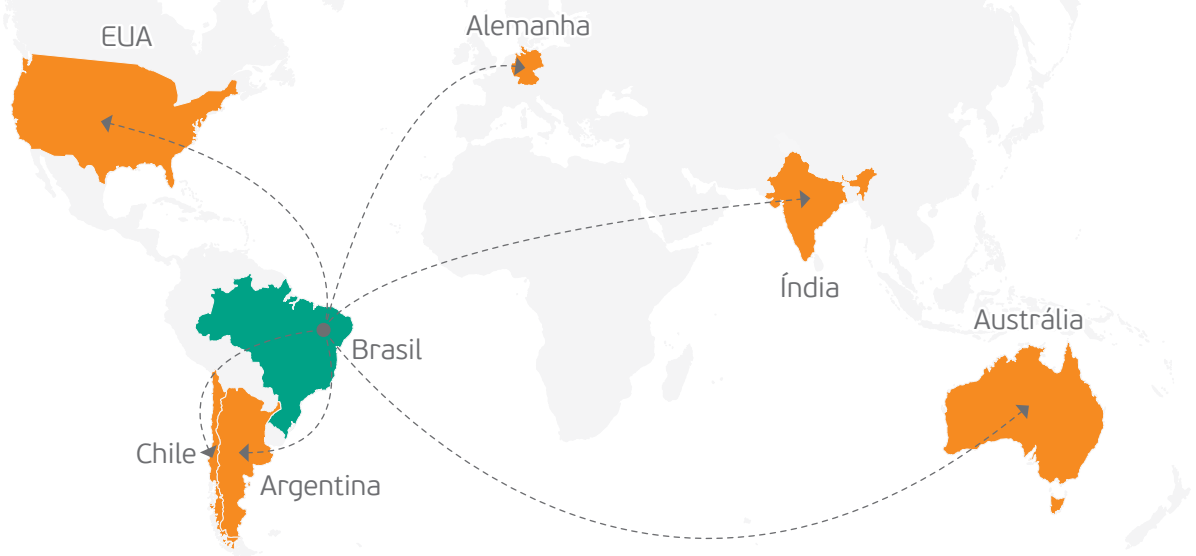 Alemanha
EUA
Índia
Austrália
Brasil
Chile
Argentina